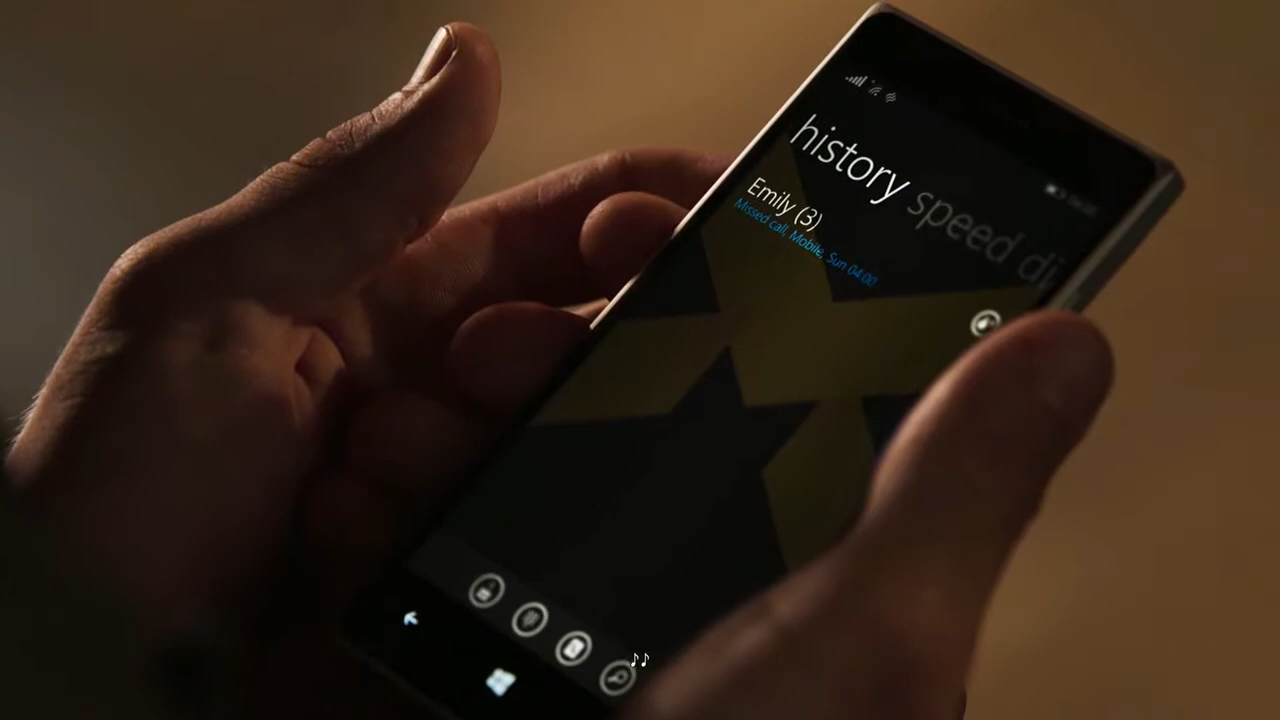 history speed di
Emily (3)
Missed call, Mobile, Sun 04:00
♪♪